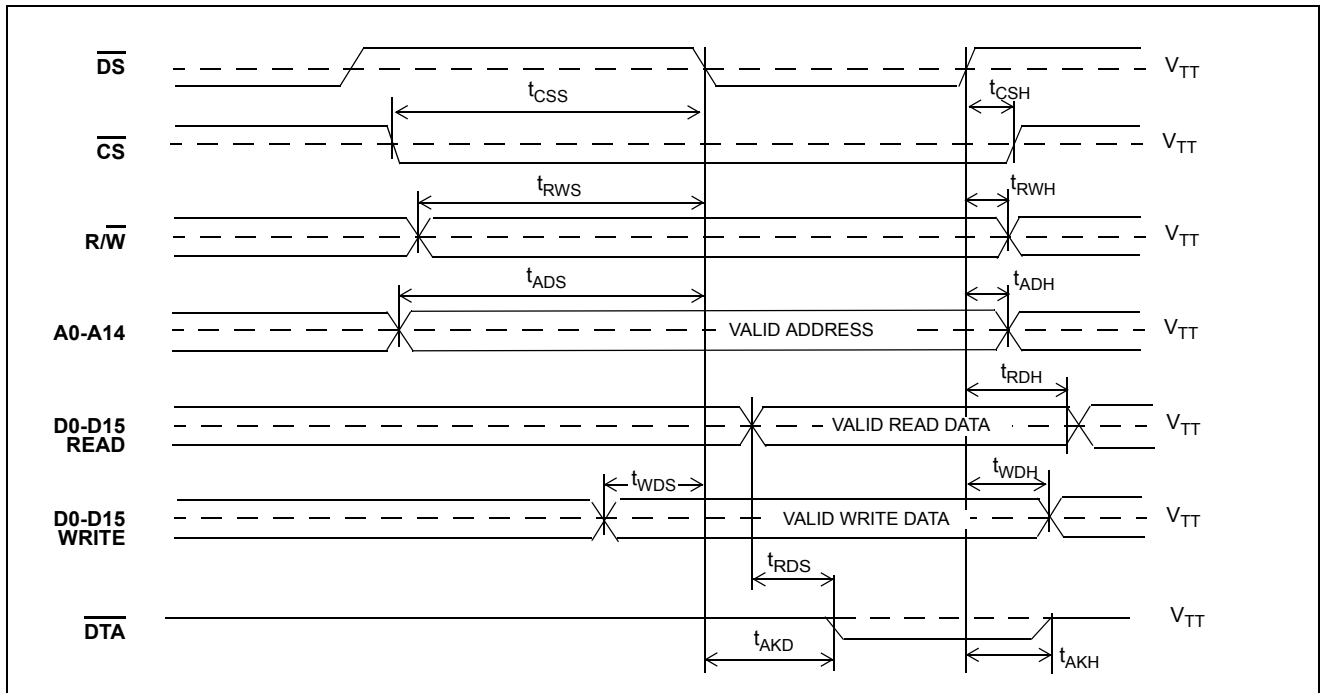 DS VTT
tCSS tCSH
CS VTT
tRWS tRWH
R/W VTT
tADS tADH
A0-A14 VALID ADDRESS VTT
tRDH
D0-D15 VALID READ DATA VTT
READ
tWDS tWDH
D0-D15 VALID WRITE DATA VTT
WRITE
tRDS
DTA VTT
tAKD tAKH